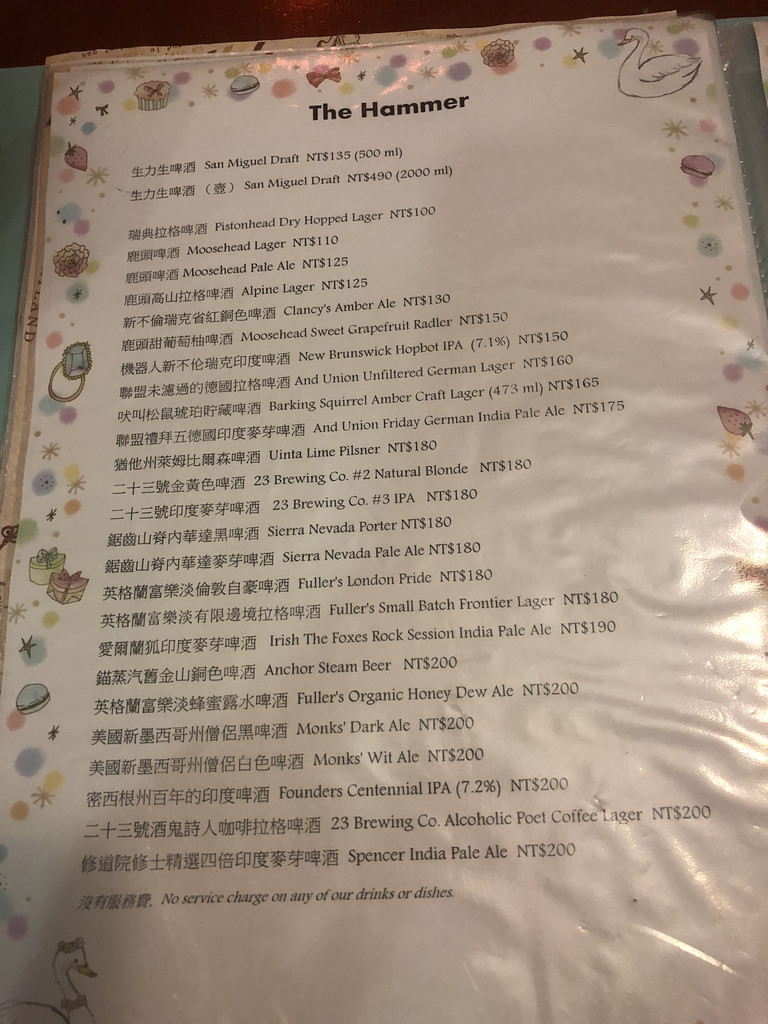 The Hammer
生力生啤酒 San Miguel Draft NT$135 (500 ml)
生力生啤酒（壺）San Miguel Draft NT$490 (2000 ml)
瑞典拉格啤酒 Pistonhead Dry Hopped Lager NT$100
鹿頭啤酒 Moosehead Lager NT$110
鹿頭啤酒 Moosehead Pale Ale NT$125
鹿頭高山拉格啤酒 Alpine Lager NT$125
新不倫瑞克省紅銅色啤酒 Clancy's Amber Ale NT$130
鹿頭甜葡萄柚啤酒 Moosehead Sweet Grapefruit Radler NT$150
機器人新不伦瑞克印度啤酒 New Brunswick Hopbot IPA (7.1%) NT$150
聯盟未濾過的德國拉格啤酒 And Union Unfiltered German Lager NT$160
吠叫松鼠琥珀貯藏啤酒 Barking Squirrel Amber Craft Lager (473 ml) NT$165
聯盟禮拜五德國印度麥芽啤酒 And Union Friday German India Pale Ale NT$175
猶他州萊姆比爾森啤酒 Uinta Lime Pilsner NT$180
二十三號金黃色啤酒 23 Brewing Co. #2 Natural Blonde NT$180
二十三號印度麥芽啤酒 23 Brewing Co. #3 IPA NT$180
鋸齒山脊內華達黑啤酒 Sierra Nevada Porter NT$180
鋸齒山脊內華達麥芽啤酒 Sierra Nevada Pale Ale NT$180
英格蘭富樂淡倫敦自豪啤酒 Fuller's London Pride NT$180
英格蘭富樂淡有限邊境拉格啤酒 Fuller's Small Batch Frontier Lager NT$180
愛爾蘭狐印度麥芽啤酒 Irish The Foxes Rock Session India Pale Ale NT$190
錨蒸汽舊金山銅色啤酒 Anchor Steam Beer NT$200
英格蘭富樂淡蜂蜜露水啤酒 Fuller's Organic Honey Dew Ale NT$200
美國新墨西哥州僧侶黑啤酒 Monks' Dark Ale NT$200
美國新墨西哥州僧侶白色啤酒 Monks' Wit Ale NT$200
密西根州百年的印度啤酒 Founders Centennial IPA (7.2%) NT$200
二十三號酒鬼詩人咖啡拉格啤酒 23 Brewing Co. Alcoholic Poet Coffee Lager NT$200
修道院修士精選四倍印度麥芽啤酒 Spencer India Pale Ale NT$200
沒有服務費. No service charge on any of our drinks or dishes.